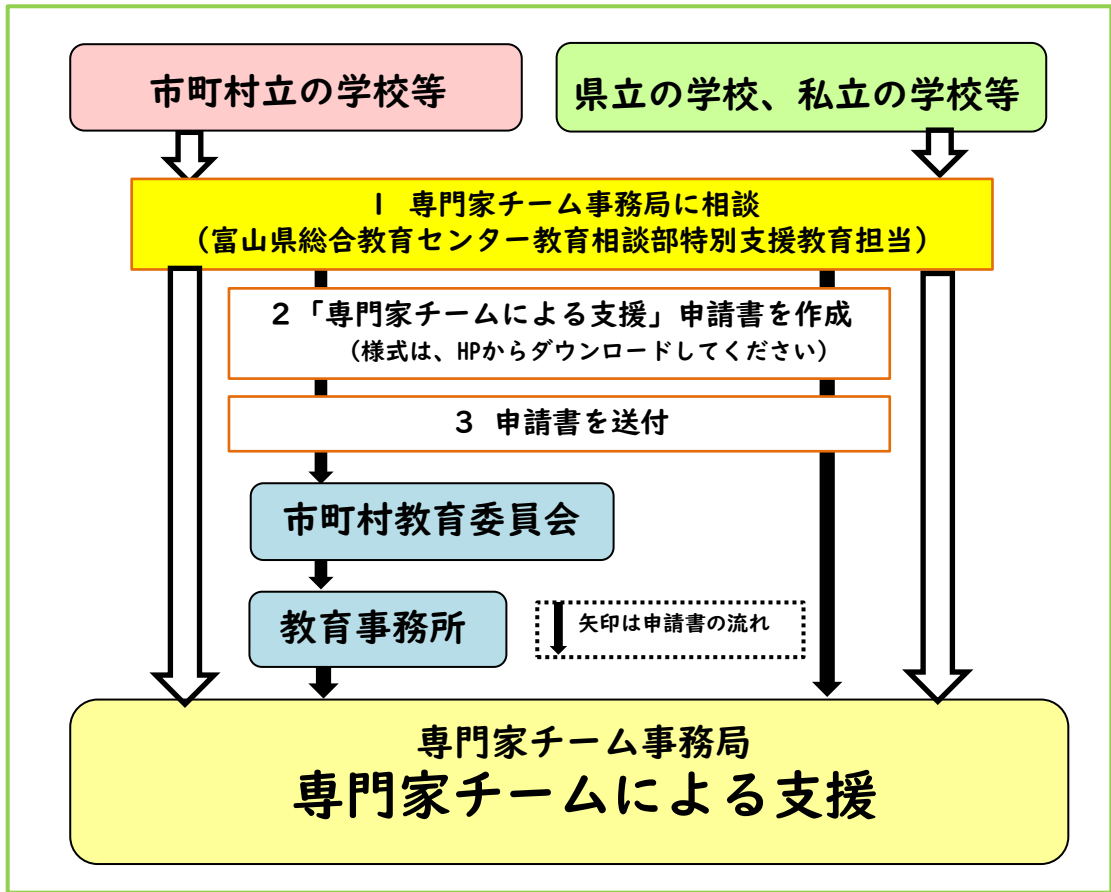 市町村立の学校等
県立の学校、私立の学校等
1 専門家チーム事務局に相談
（富山県総合教育センター教育相談部特別支援教育担当）
2「専門家チームによる支援」申請書を作成
（様式は、HPからダウンロードしてください）
3 申請書を送付
市町村教育委員会
教育事務所
矢印は申請書の流れ
専門家チーム事務局
専門家チームによる支援